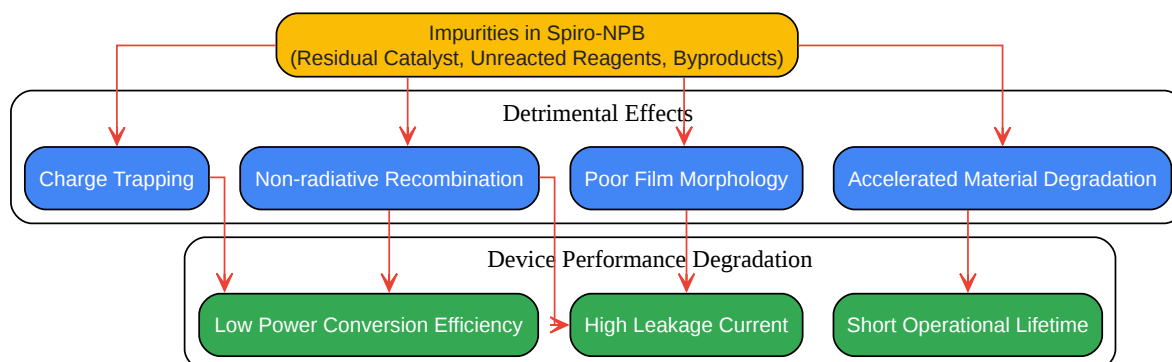 Impurities in Spiro-NPB
(Residual Catalyst, Unreacted Reagents, Byproducts)
Detrimental Effects
Charge Trapping
Non-radiative Recombination
Poor Film Morphology
Accelerated Material Degradation
Device Performance Degradation
Low Power Conversion Efficiency
High Leakage Current
Short Operational Lifetime